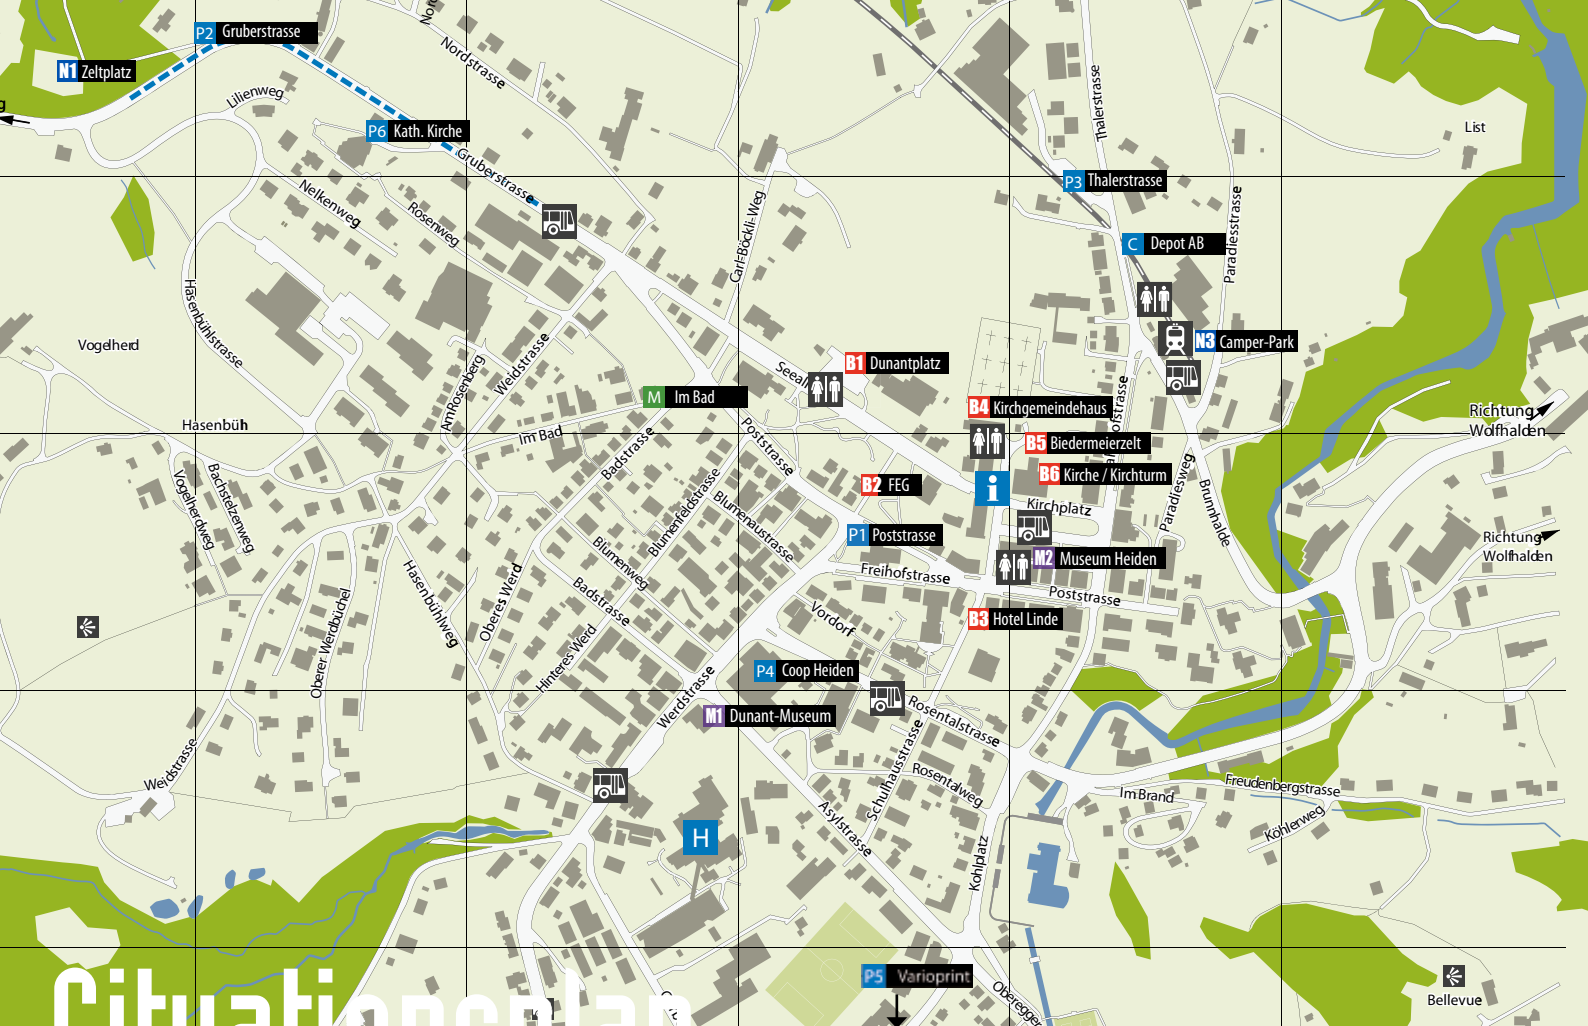 P2 Gruberstrasse
N1 Zeltplatz
Nordstrasse
Lilienweg
P6 Kath. Kirche
Gruberstrasse
Thalerstrasse
List
P3 Thalerstrasse
Nelkenweg
Rosenweg
Carl-Böckli-Weg
Paradiesstrasse
C Depot AB
Hasenbühlstrasse
Vogelherd
N3 Camper-Park
B1 Dunantplatz
Weidstrasse
Am Rosenberg
M Im Bad
B4 Kirchgemeindehaus
Richtung
Wolfhalden
Hasenbüh
Im Bad
Poststrasse
B5 Biedermeierzelt
Badstrasse
B6 Kirche / Kirchturm
B2 FEG
i
Vogelherdweg
Bachstelzenweg
Blumenfeldstrasse
Blumenaustrasse
Kirchplatz
Paradiesweg
Brunnhalde
P1 Poststrasse
Richtung
Wolfhalden
M2 Museum Heiden
Freihofstrasse
Poststrasse
Blumenweg
Badstrasse
Hasenbühlweg
Oberes Werd
Oberer Werdbüchel
Vordorf
B3 Hotel Linde
Hinteres Werd
P4 Coop Heiden
Werdstrasse
M1 Dunant-Museum
Rosentalstrasse
Weidstrasse
Schulhausstrasse
Rosentalweg
Im Brand
Freudenbergstrasse
Köhlerweg
H
Asylstrasse
Kohlplatz
P5 Varioprint
Bellevue
Situationsplan